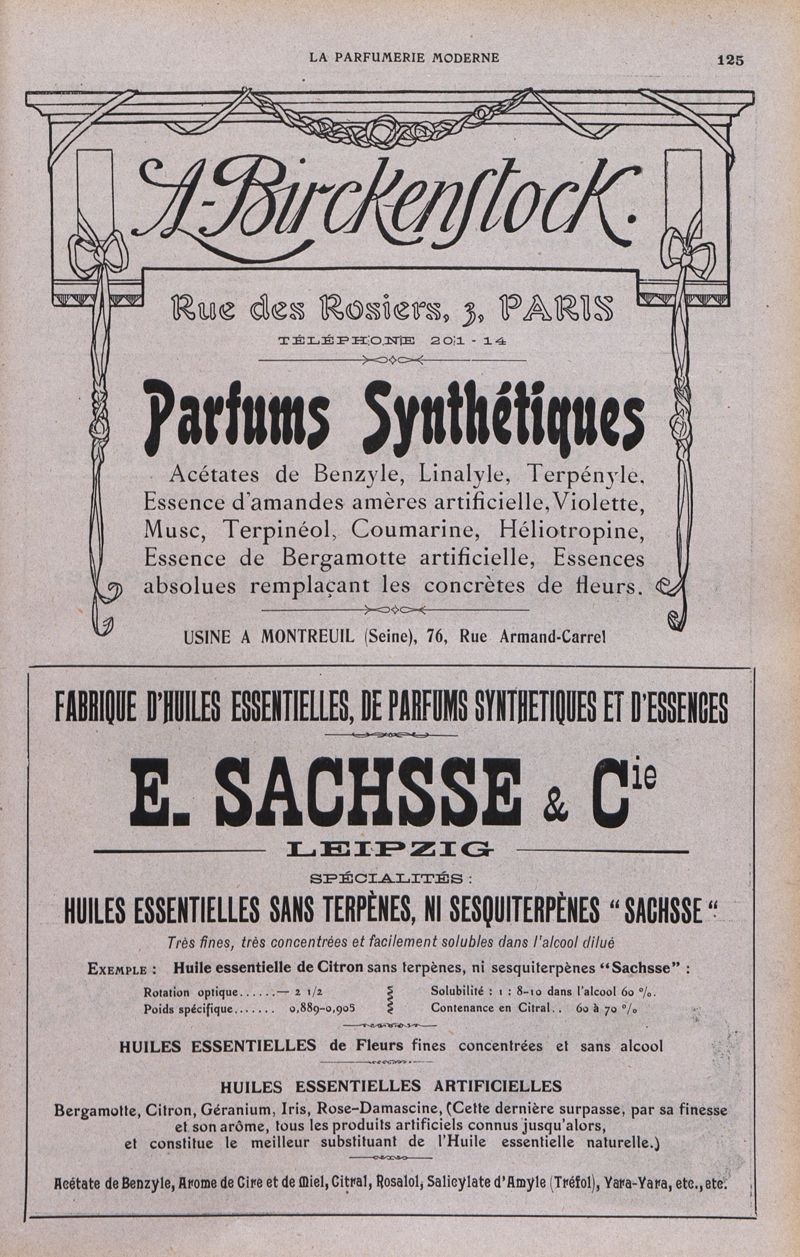 LA PARFUMERIE MODERNE
125
A-Birckenstock.
Rue des Rosiers, 3, PARIS
TÉLÉPHONE 201-14
Parfums Synthétiques
Acétates de Benzyle, Linalyle, Terpényle,
Essence d'amandes amères artificielle, Violette,
Musc, Terpinéol, Coumarine, Héliotropine,
Essence de Bergamotte artificielle, Essences
absolues remplaçant les concrètes de fleurs.
USINE A MONTREUIL (Seine), 76, Rue Armand-Carrel
FABRIQUE D'HUILES ESSENTIELLES, DE PARFUMS SYNTHETIQUES ET D'ESSENCES
E. SACHSSE & Cie
LEIPZIG
SPÉCIALITÉS :
HUILES ESSENTIELLES SANS TERPÈNES, NI SESQUITERPÈNES "SACHSSE"
Très fines, très concentrées et facilement solubles dans l'alcool dilué
EXEMPLE : Huile essentielle de Citron sans terpènes, ni sesquiterpènes "Sachsse" :
Rotation optique......— 2 1/2 Solubilité : 1 : 8-10 dans l'alcool 60 %.
Poids spécifique....... 0,889-0,905 Contenance en Citral.. 60 à 70 %
HUILES ESSENTIELLES de Fleurs fines concentrées et sans alcool
HUILES ESSENTIELLES ARTIFICIELLES
Bergamotte, Citron, Géranium, Iris, Rose-Damascine, (Cette dernière surpasse, par sa finesse
et son arôme, tous les produits artificiels connus jusqu'alors,
et constitue le meilleur substituant de l'Huile essentielle naturelle.)
Acétate de Benzyle, Arome de Cire et de Miel, Citral, Rosalol, Salicylate d'Amyle (Tréfol), Yara-Yara, etc., etc.